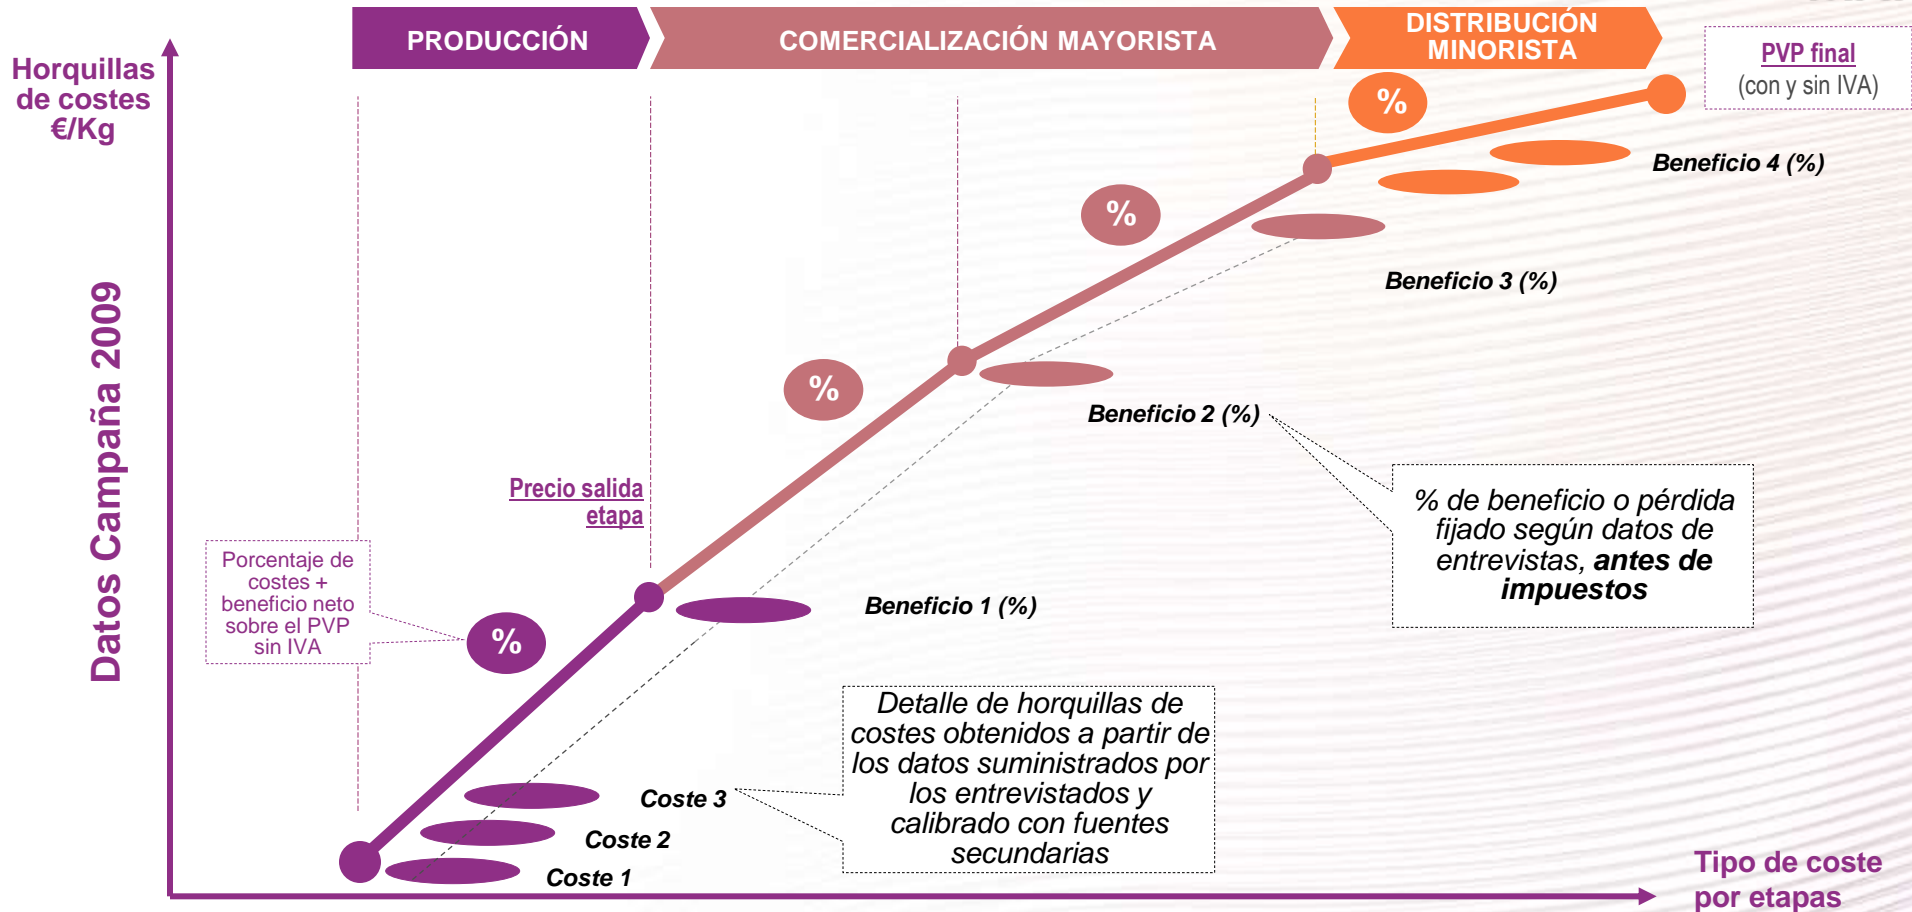 PRODUCCIÓN
COMERCIALIZACIÓN MAYORISTA
DISTRIBUCIÓN
MINORISTA
Horquillas
de costes
€/Kg
PVP final
(con y sin IVA)
%
Beneficio 4 (%)
%
Beneficio 3 (%)
%
Beneficio 2 (%)
Datos Campaña 2009
Precio salida
etapa
% de beneficio o pérdida
fijado según datos de
entrevistas, antes de
impuestos
Porcentaje de
costes +
beneficio neto
sobre el PVP
sin IVA
%
Beneficio 1 (%)
Detalle de horquillas de
costes obtenidos a partir de
los datos suministrados por
los entrevistados y
calibrado con fuentes
secundarias
Coste 3
Coste 2
Coste 1
Tipo de coste
por etapas